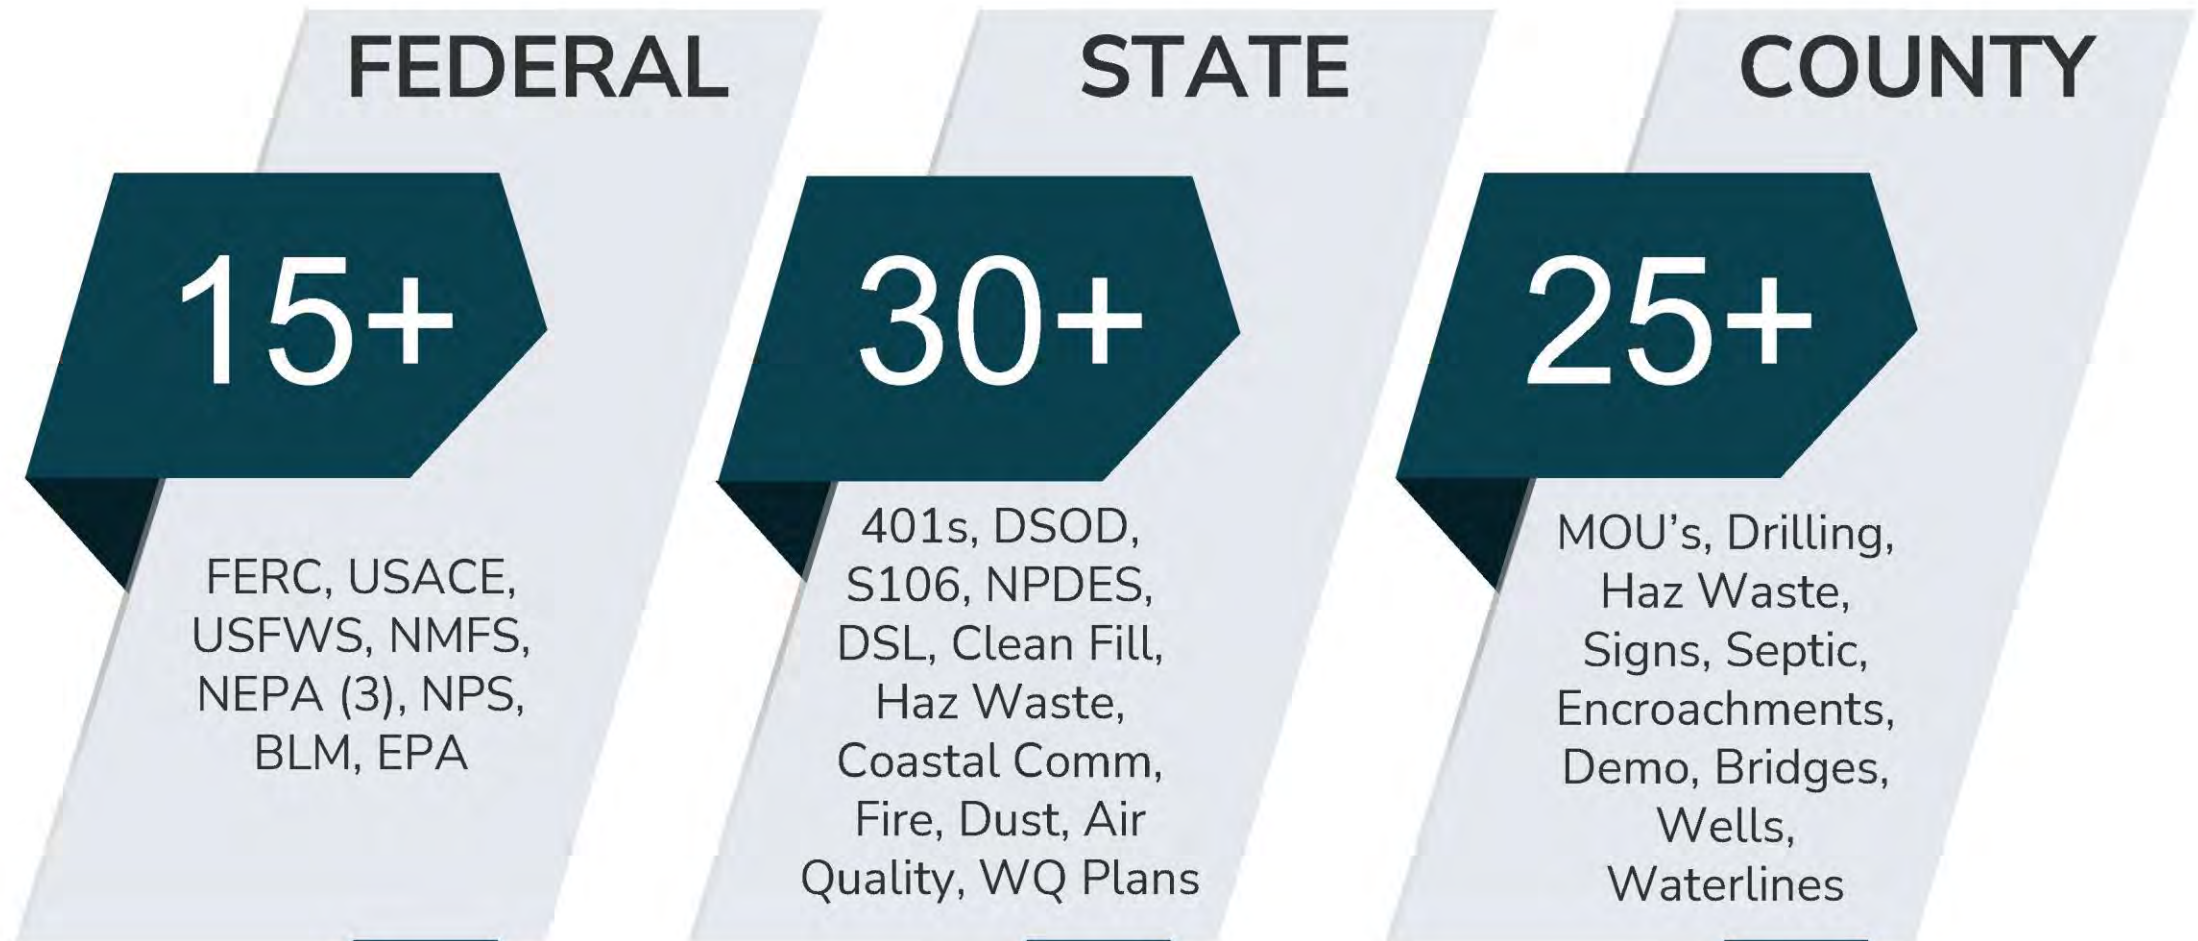 FEDERAL
15+
FERC, USACE,
USFWS, NMFS,
NEPA (3), NPS,
BLM, EPA
STATE
30+
401s, DSOD,
S106, NPDES,
DSL, Clean Fill,
Haz Waste,
Coastal Comm,
Fire, Dust, Air
Quality, WQ Plans
COUNTY
25+
MOU's, Drilling,
Haz Waste,
Signs, Septic,
Encroachments,
Demo, Bridges,
Wells,
Waterlines